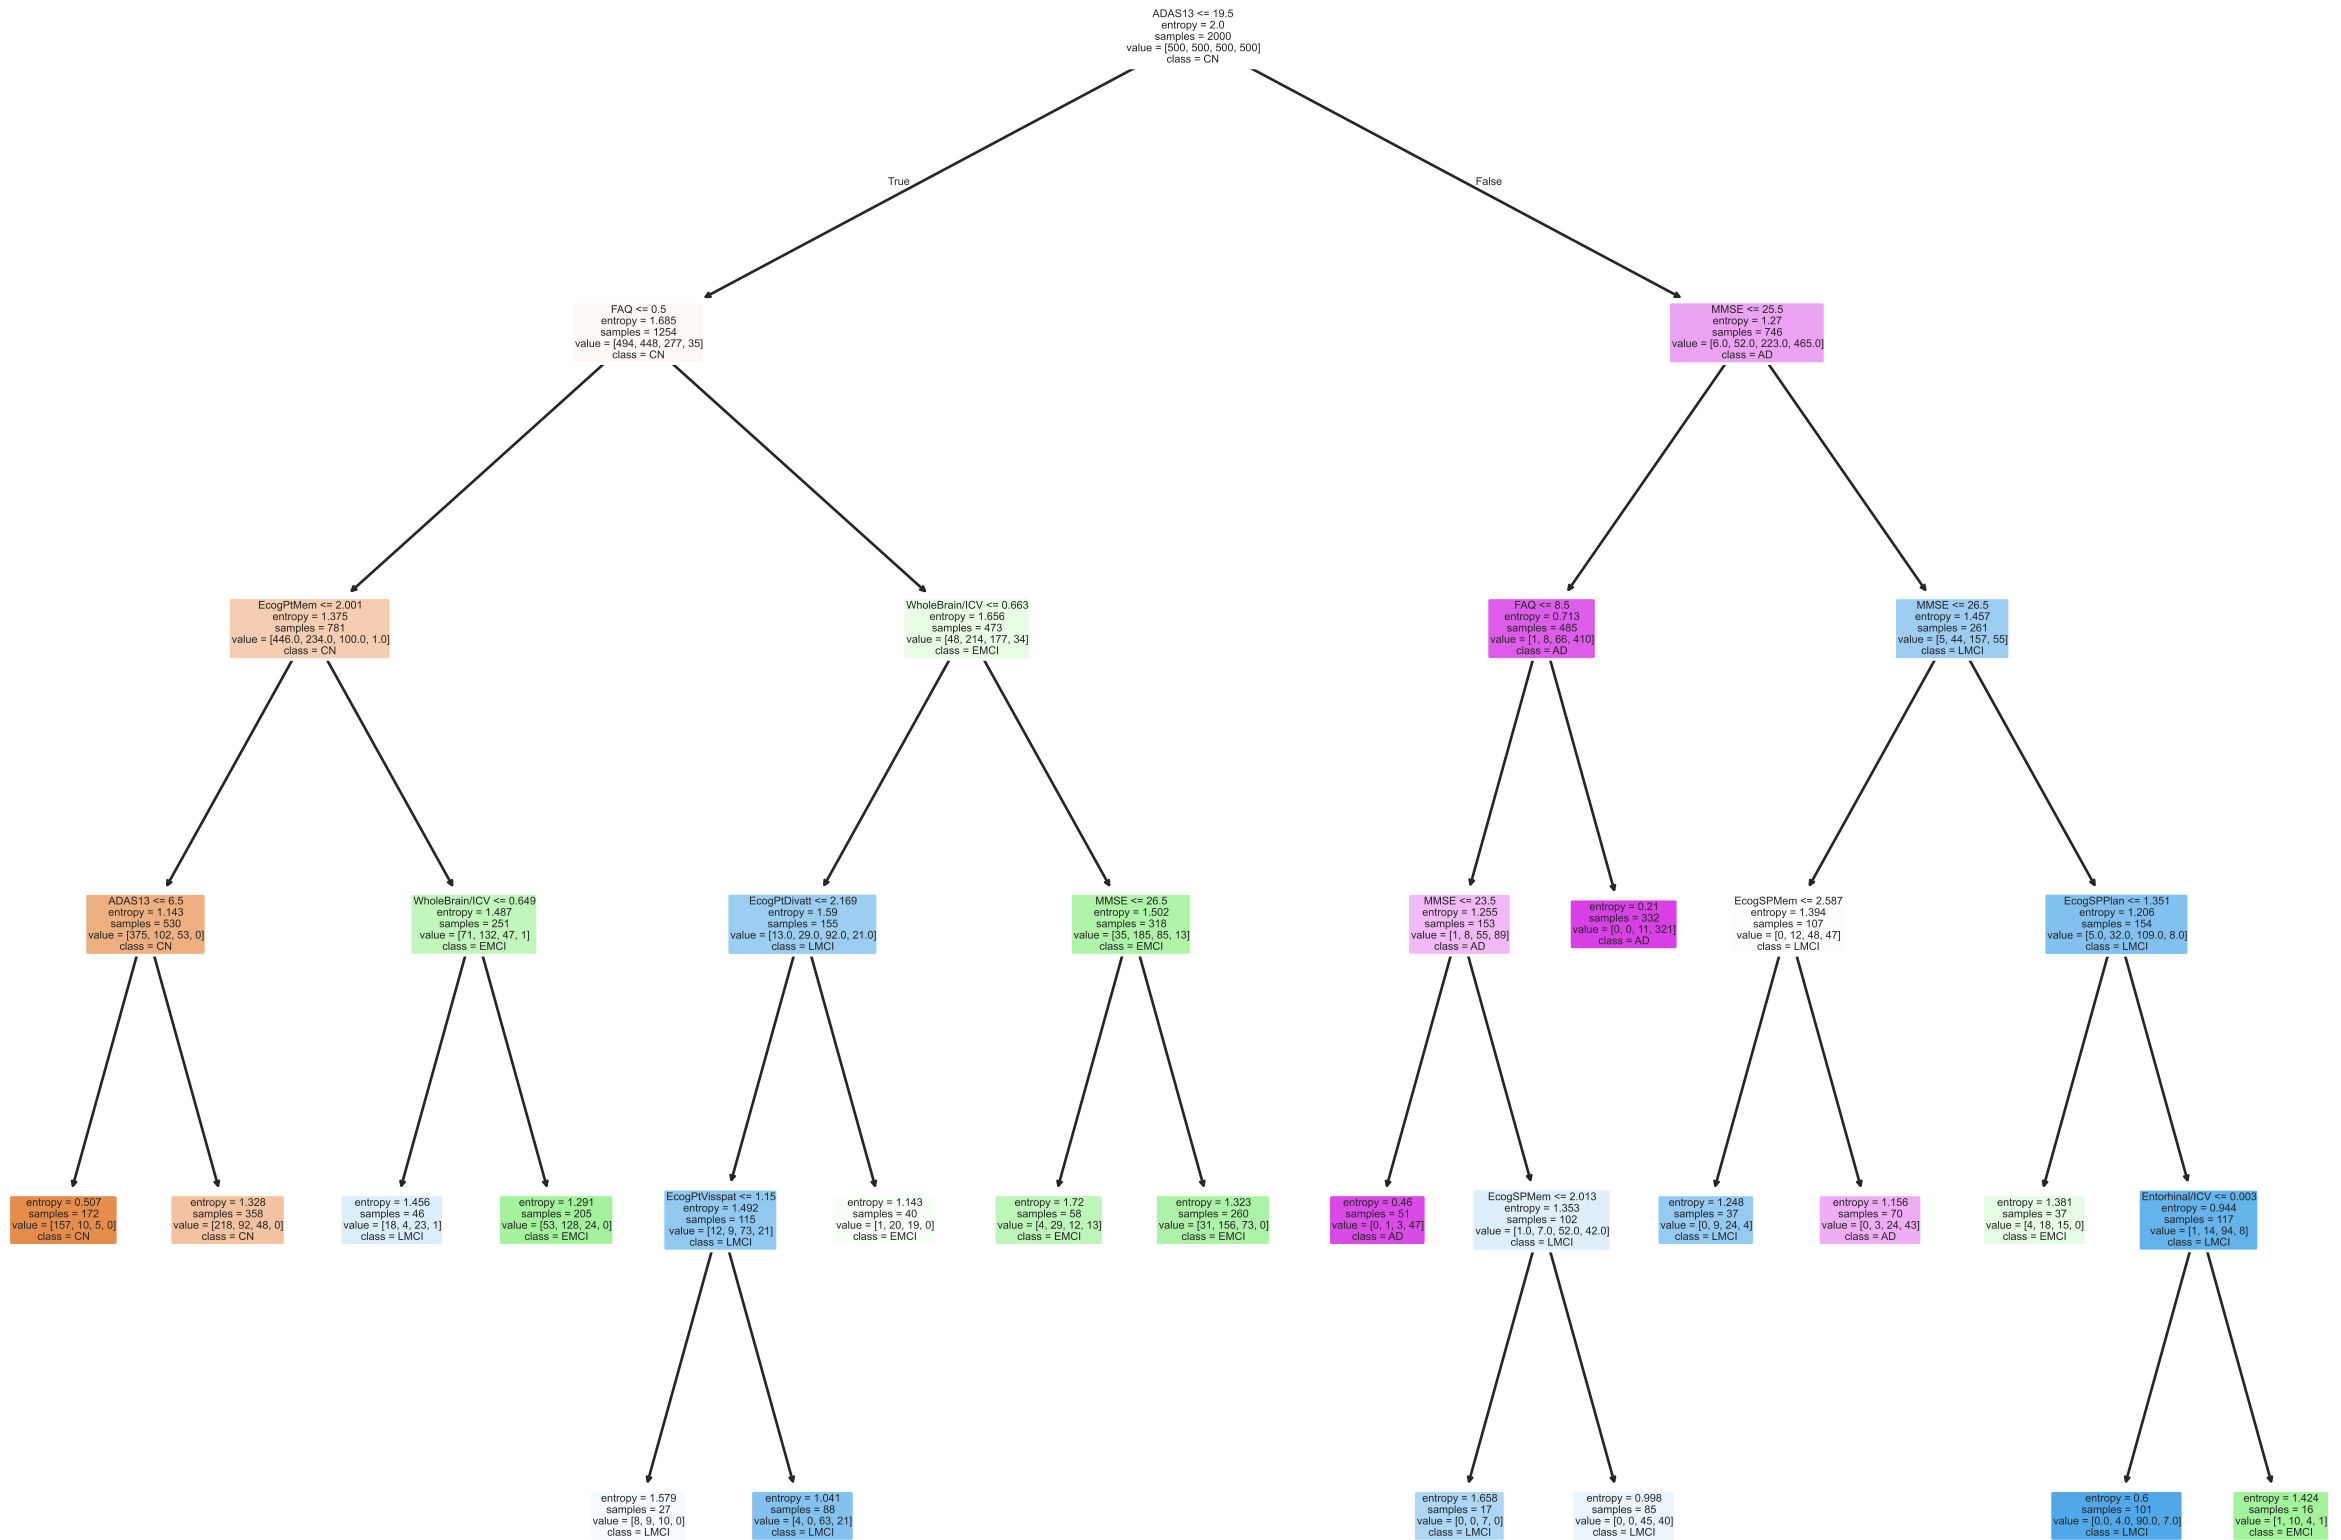 ADAS13 <= 19.5
entropy = 2.0
samples = 2000
value = [500, 500, 500, 500]
class = CN
True
False
FAQ <= 0.5
entropy = 1.685
samples = 1254
value = [494, 448, 277, 35]
class = CN
MMSE <= 25.5
entropy = 1.27
samples = 746
value = [6.0, 52.0, 223.0, 465.0]
class = AD
EcogPtMem <= 2.001
entropy = 1.375
samples = 781
value = [446.0, 234.0, 100.0, 1.0]
class = CN
WholeBrain/ICV <= 0.663
entropy = 1.656
samples = 473
value = [48, 214, 177, 34]
class = EMCI
FAQ <= 8.5
entropy = 0.713
samples = 485
value = [1, 8, 66, 410]
class = AD
MMSE <= 26.5
entropy = 1.457
samples = 261
value = [5, 44, 157, 55]
class = LMCI
ADAS13 <= 6.5
entropy = 1.143
samples = 530
value = [375, 102, 53, 0]
class = CN
WholeBrain/ICV <= 0.649
entropy = 1.487
samples = 251
value = [71, 132, 47, 1]
class = EMCI
EcogPtDivatt <= 2.169
entropy = 1.59
samples = 155
value = [13.0, 29.0, 92.0, 21.0]
class = LMCI
MMSE <= 26.5
entropy = 1.502
samples = 318
value = [35, 185, 85, 13]
class = EMCI
MMSE <= 23.5
entropy = 1.255
samples = 153
value = [1, 8, 55, 89]
class = AD
entropy = 0.21
samples = 332
value = [0, 0, 11, 321]
class = AD
EcogSPMem <= 2.587
entropy = 1.394
samples = 107
value = [0, 12, 48, 47]
class = LMCI
EcogSPPlan <= 1.351
entropy = 1.206
samples = 154
value = [5.0, 32.0, 109.0, 8.0]
class = LMCI
entropy = 0.507
samples = 172
value = [157, 10, 5, 0]
class = CN
entropy = 1.328
samples = 358
value = [218, 92, 48, 0]
class = CN
entropy = 1.456
samples = 46
value = [18, 4, 23, 1]
class = LMCI
entropy = 1.291
samples = 205
value = [53, 128, 24, 0]
class = EMCI
EcogPtVisspat <= 1.15
entropy = 1.492
samples = 115
value = [12, 9, 73, 21]
class = LMCI
entropy = 1.143
samples = 40
value = [1, 20, 19, 0]
class = EMCI
entropy = 1.72
samples = 58
value = [4, 29, 12, 13]
class = EMCI
entropy = 1.323
samples = 260
value = [31, 156, 73, 0]
class = EMCI
entropy = 0.46
samples = 51
value = [0, 1, 3, 47]
class = AD
EcogSPMem <= 2.013
entropy = 1.353
samples = 102
value = [1.0, 7.0, 52.0, 42.0]
class = LMCI
entropy = 1.248
samples = 37
value = [0, 9, 24, 4]
class = LMCI
entropy = 1.156
samples = 70
value = [0, 3, 24, 43]
class = AD
entropy = 1.381
samples = 37
value = [4, 18, 15, 0]
class = EMCI
Entorhinal/ICV <= 0.003
entropy = 0.944
samples = 117
value = [1, 14, 94, 8]
class = LMCI
entropy = 1.579
samples = 27
value = [8, 9, 10, 0]
class = LMCI
entropy = 1.041
samples = 88
value = [4, 0, 63, 21]
class = LMCI
entropy = 1.658
samples = 17
value = [0, 0, 7, 0]
class = LMCI
entropy = 0.998
samples = 85
value = [0, 0, 45, 40]
class = LMCI
entropy = 0.6
samples = 101
value = [0.0, 4.0, 90.0, 7.0]
class = LMCI
entropy = 1.424
samples = 16
value = [1, 10, 4, 1]
class = EMCI